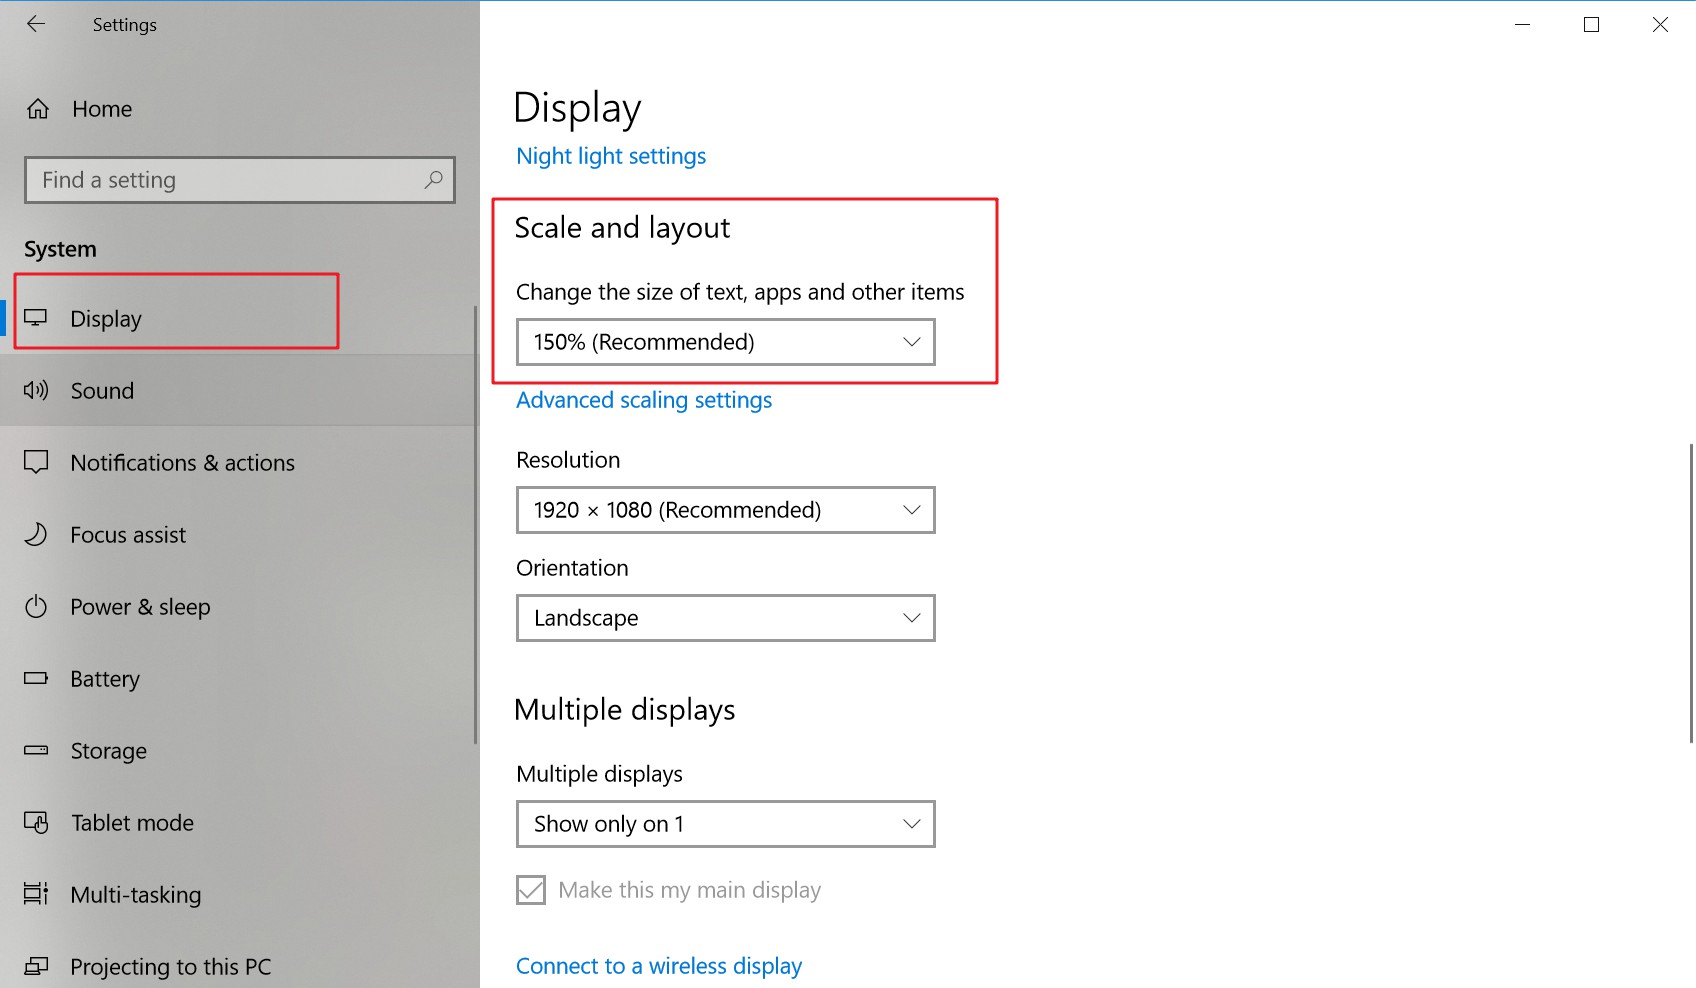 Settings
Home
Find a setting
System
Display
Sound
Notifications & actions
Focus assist
Power & sleep
Battery
Storage
Tablet mode
Multi-tasking
Projecting to this PC
Display
Night light settings
Scale and layout
Change the size of text, apps and other items
150% (Recommended)
Advanced scaling settings
Resolution
1920 × 1080 (Recommended)
Orientation
Landscape
Multiple displays
Multiple displays
Show only on 1
Make this my main display
Connect to a wireless display